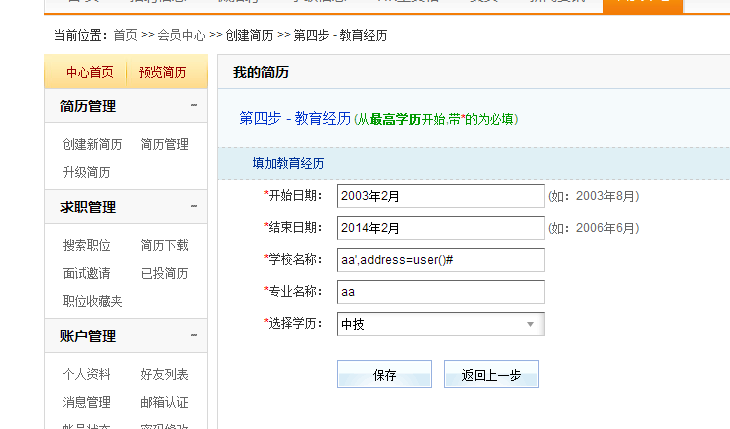 当前位置：首页 >> 会员中心 >> 创建简历 >> 第四步 - 教育经历
中心首页 预览简历
简历管理
创建新简历 简历管理
升级简历
求职管理
搜索职位 简历下载
面试邀请 已投简历
职位收藏夹
账户管理
个人资料 好友列表
消息管理 邮箱认证
我的简历
第四步 - 教育经历 (从最高学历开始,带*的为必填)
填加教育经历
*开始日期： 2003年2月 (如：2003年8月)
*结束日期： 2014年2月 (如：2006年6月)
*学校名称： aa',address=user()#
*专业名称： aa
*选择学历： 中技
保存 返回上一步